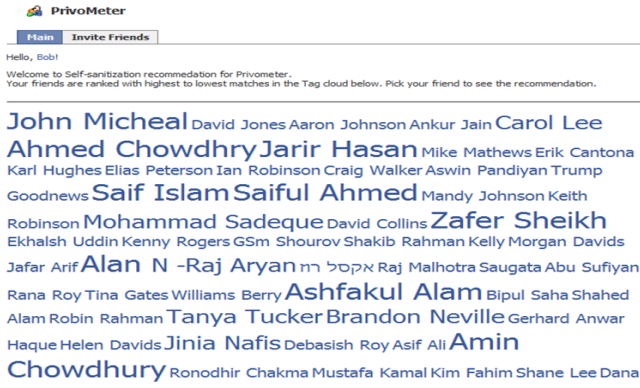 PrivoMeter
Main Invite Friends
Hello, Bob!
Welcome to Self-sanitization recommedation for Privometer.
Your friends are ranked with highest to lowest matches in the Tag cloud below. Pick your friend to see the recommendation.
John Micheal David Jones Aaron Johnson Ankur Jain Carol Lee
Ahmed Chowdhry Jarir Hasan Mike Mathews Erik Cantona
Karl Hughes Elias Peterson Ian Robinson Craig Walker Aswin Pandiyan Trump
Goodnews Saif Islam Saiful Ahmed Mandy Johnson Keith
Robinson Mohammad Sadeque David Collins Zafer Sheikh
Ekhalsh Uddin Kenny Rogers GSm Shourov Shakib Rahman Kelly Morgan Davids
Jafar Arif Alan N -Raj Aryan אקסל רוז Raj Malhotra Saugata Abu Sufiyan
Rana Roy Tina Gates Williams Berry Ashfakul Alam Bipul Saha Shahed
Alam Robin Rahman Tanya Tucker Brandon Neville Gerhard Anwar
Haque Helen Davids Jinia Nafis Debasish Roy Asif Ali Amin
Chowdhury Ronodhir Chakma Mustafa Kamal Kim Fahim Shane Lee Dana